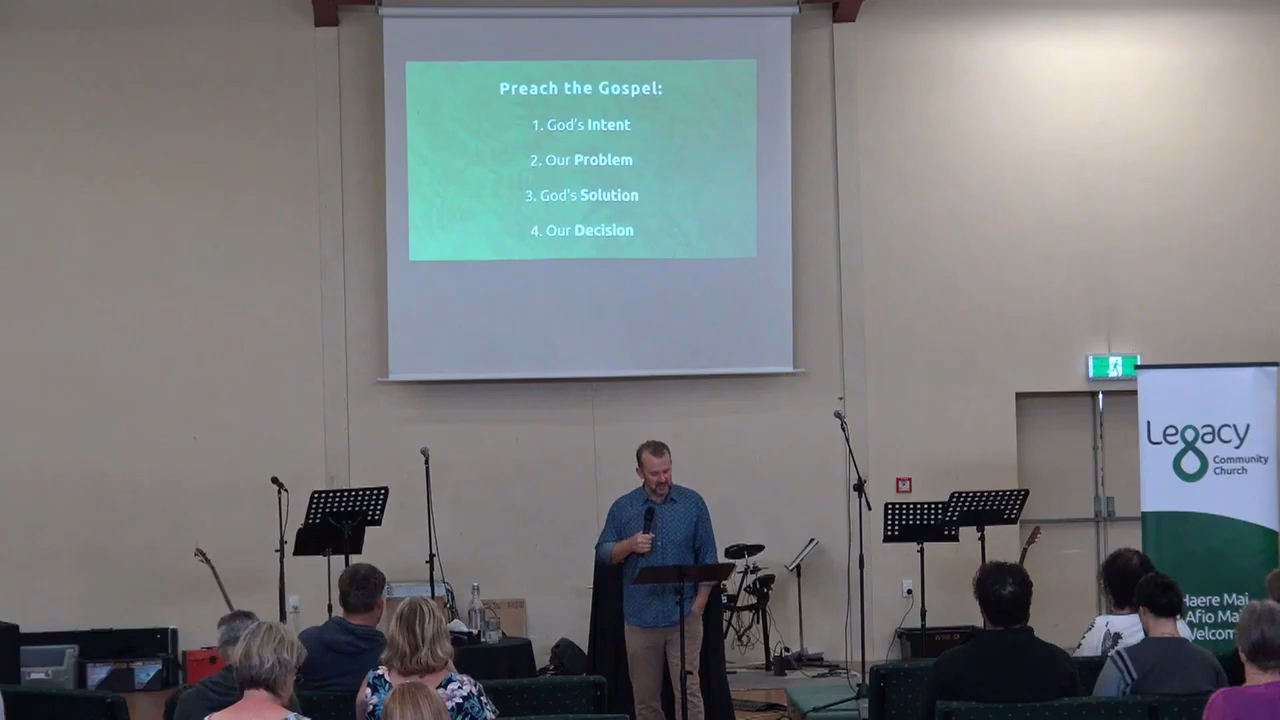 Preach the Gospel:
1. God's Intent
2. Our Problem
3. God's Solution
4. Our Decision
Legacy
Community
Church
Haere Mai
Afio Mai
Welcom